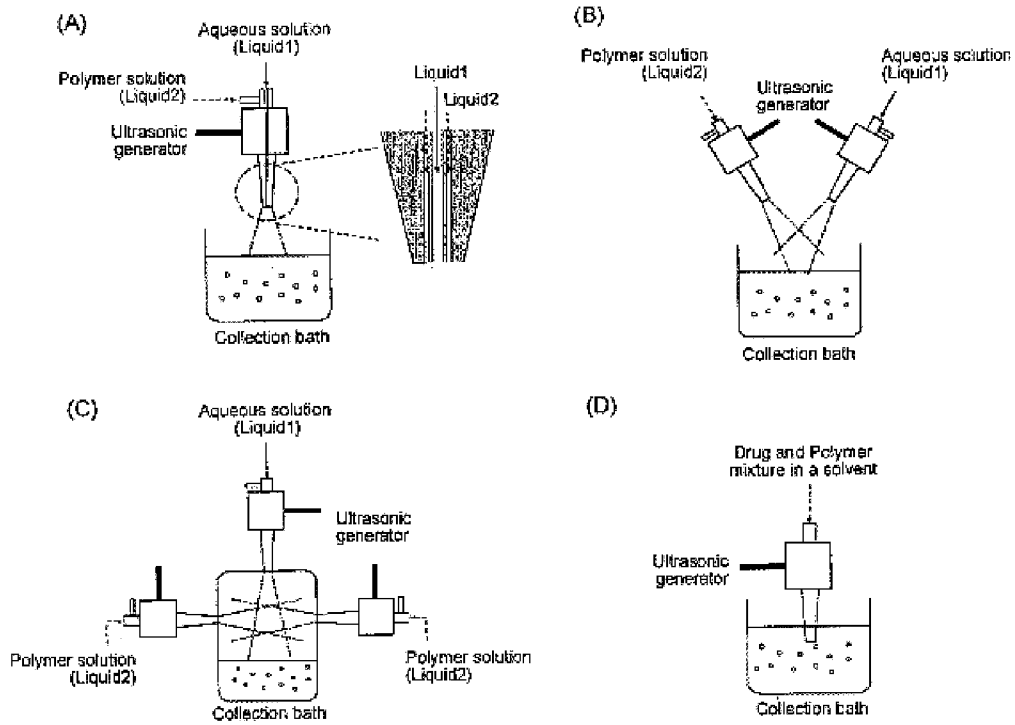 (A)
Aqueous solution
(Liquid1)
Polymer solution
(Liquid2)
Ultrasonic
generator
Liquid1
Liquid2
Collection bath
(B)
Polymer solution
(Liquid2)
Aqueous solution
(Liquid1)
Ultrasonic
generator
Collection bath
(C)
Aqueous solution
(Liquid1)
Ultrasonic
generator
Polymer solution
(Liquid2)
Polymer solution
(Liquid2)
Collection bath
(D)
Drug and Polymer
mixture in a solvent
Ultrasonic
generator
Collection bath